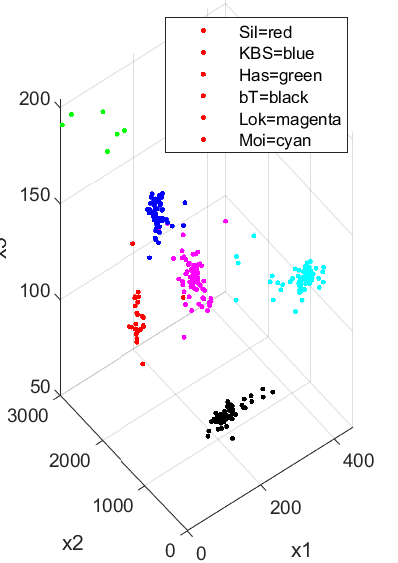 Sil=red
KBS=blue
Has=green
bT=black
Lok=magenta
Moi=cyan
200
150
100
50
3000
2000
1000
0
0
200
400
x2
x1